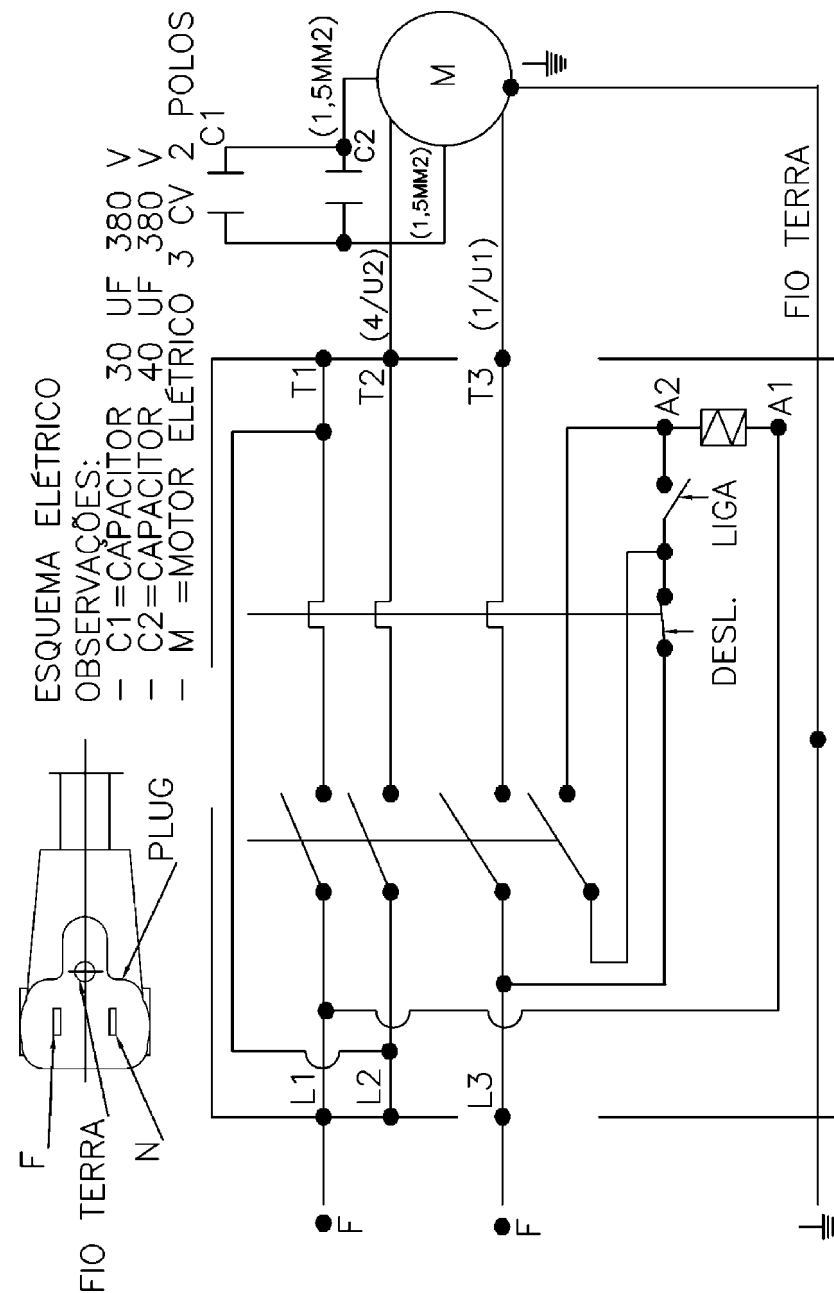 ESQUEMA ELÉTRICO
OBSERVAÇÕES:
– C1=CAPACITOR 30 UF 380 V
– C2=CAPACITOR 40 UF 380 V
– M =MOTOR ELÉTRICO 3 CV 2 POLOS
F
FIO TERRA
N
PLUG
C1
(1,5MM2)
C2
(1,5MM2)
M
F
L1
T1
L2
T2
(4/U2)
F
L3
T3
(1/U1)
A2
A1
DESL.
LIGA
FIO TERRA